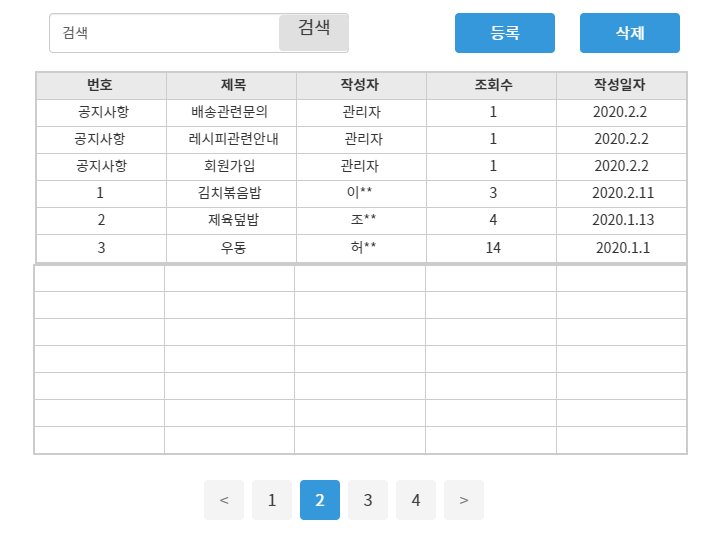 검색 검색 등록 삭제
번호 제목 작성자 조회수 작성일자
공지사항 배송관련문의 관리자 1 2020.2.2
공지사항 레시피관련안내 관리자 1 2020.2.2
공지사항 회원가입 관리자 1 2020.2.2
1 김치볶음밥 이** 3 2020.2.11
2 제육덮밥 조** 4 2020.1.13
3 우동 허** 14 2020.1.1
< 1 2 3 4 >